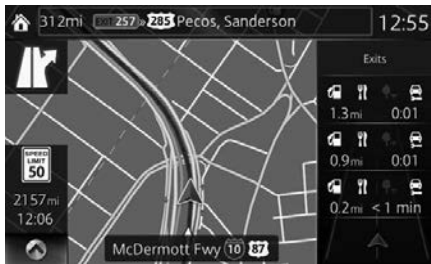 312mi EXIT 257 » 285 Pecos, Sanderson 12:55
Exits
1.3mi 0:01
0.9mi 0:01
0.2mi < 1 min
SPEED LIMIT 50
2157mi
12:06
McDermott Fwy 10 87